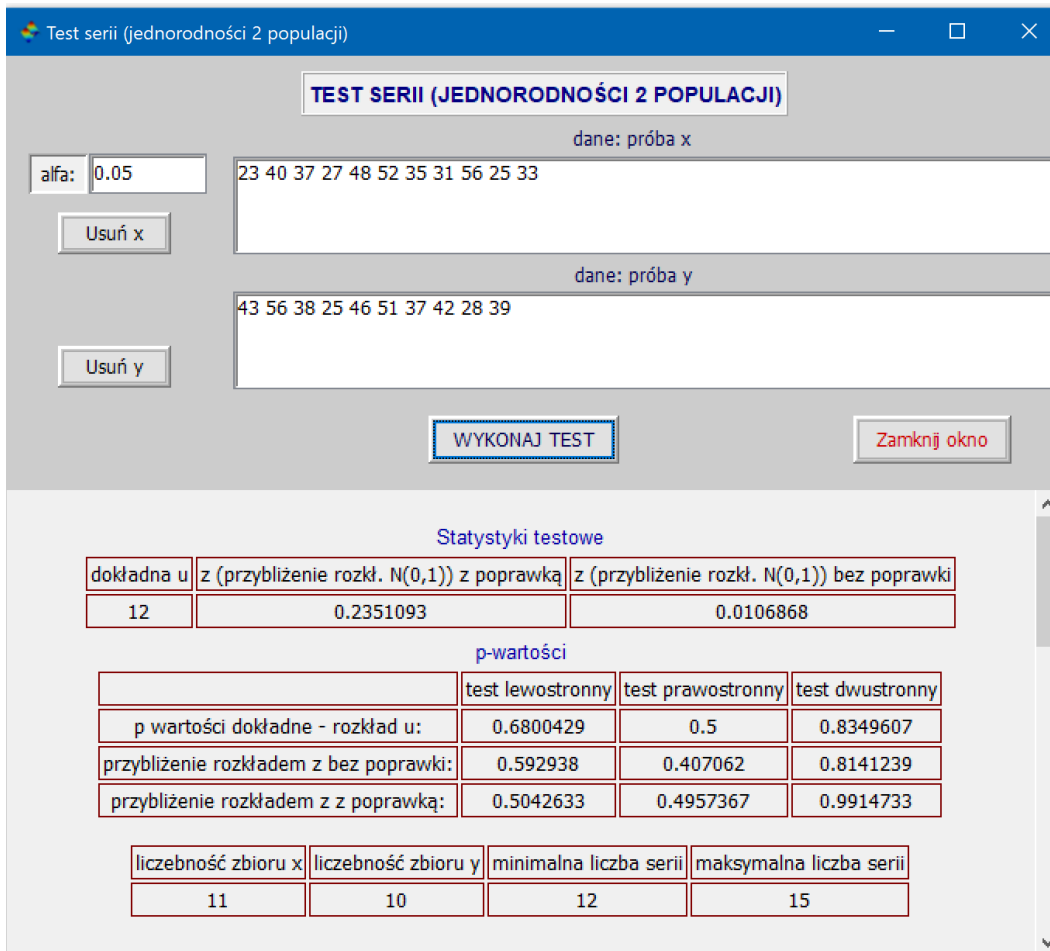 Test serii (jednorodności 2 populacji)
TEST SERII (JEDNORODNOŚCI 2 POPULACJI)
dane: próba x
alfa: 0.05
23 40 37 27 48 52 35 31 56 25 33
Usuń x
dane: próba y
43 56 38 25 46 51 37 42 28 39
Usuń y
WYKONAJ TEST Zamknij okno
Statystyki testowe
dokładna u z (przybliżenie rozkł. N(0,1)) z poprawką z (przybliżenie rozkł. N(0,1)) bez poprawki
12 0.2351093 0.0106868
p-wartości
test lewostronny test prawostronny test dwustronny
p wartości dokładne - rozkład u: 0.6800429 0.5 0.8349607
przybliżenie rozkładem z bez poprawki: 0.592938 0.407062 0.8141239
przybliżenie rozkładem z z poprawką: 0.5042633 0.4957367 0.9914733
liczebność zbioru x liczebność zbioru y minimalna liczba serii maksymalna liczba serii
11 10 12 15